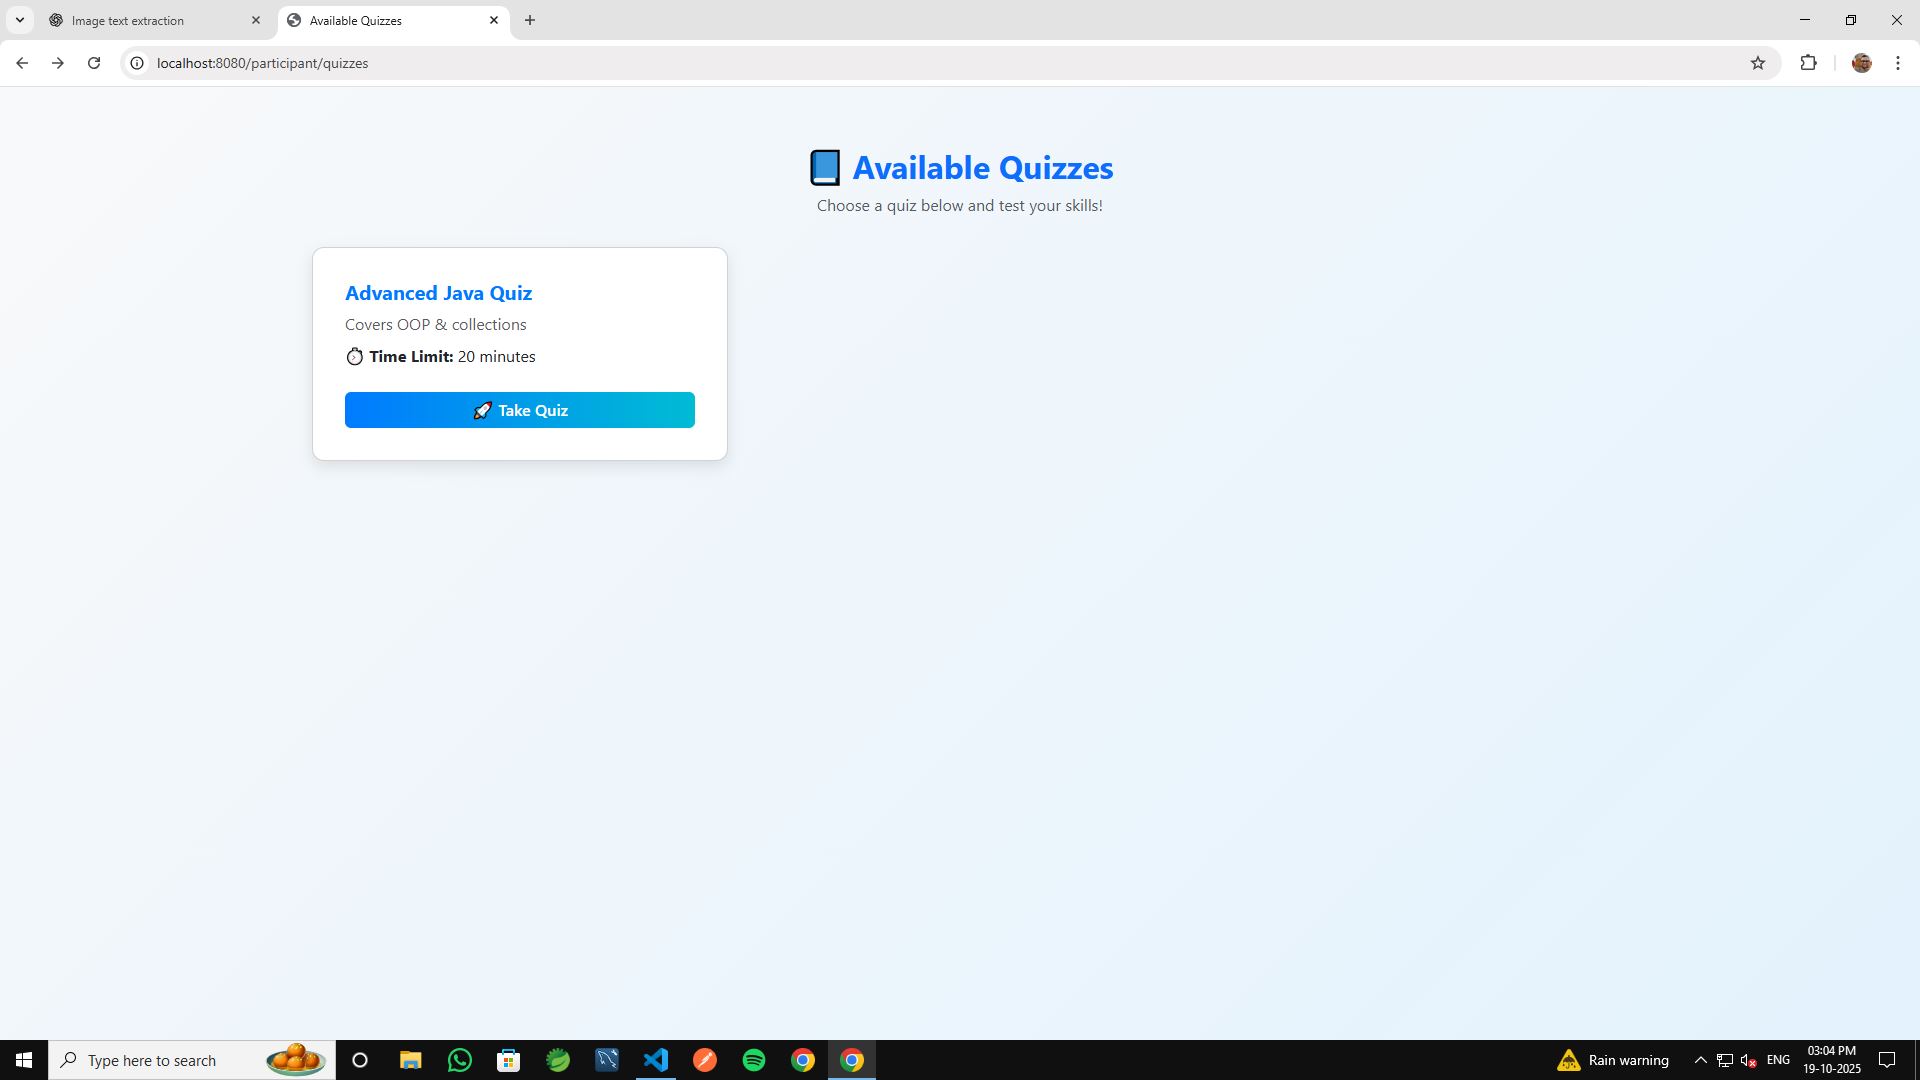 Image text extraction
Available Quizzes
localhost:8080/participant/quizzes
Available Quizzes
Choose a quiz below and test your skills!
Advanced Java Quiz
Covers OOP & collections
Time Limit: 20 minutes
Take Quiz
Type here to search
Rain warning
ENG
03:04 PM
19-10-2025